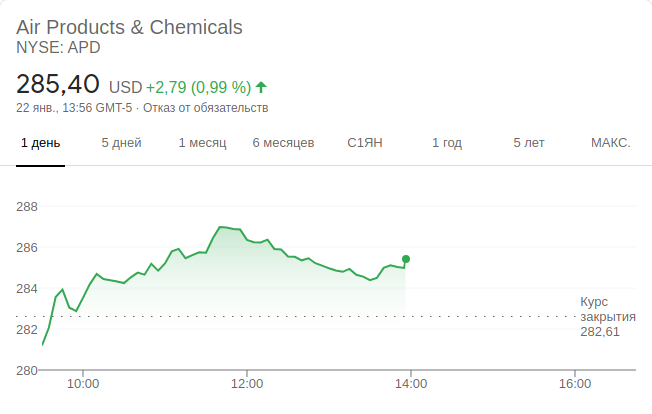 Air Products & Chemicals
NYSE: APD
285,40 USD +2,79 (0,99 %)
22 янв., 13:56 GMT-5 · Отказ от обязательств
1 день 5 дней 1 месяц 6 месяцев С1ЯН 1 год 5 лет МАКС.
288
286
284
282
280
Курс
закрытия
282,61
10:00 12:00 14:00 16:00